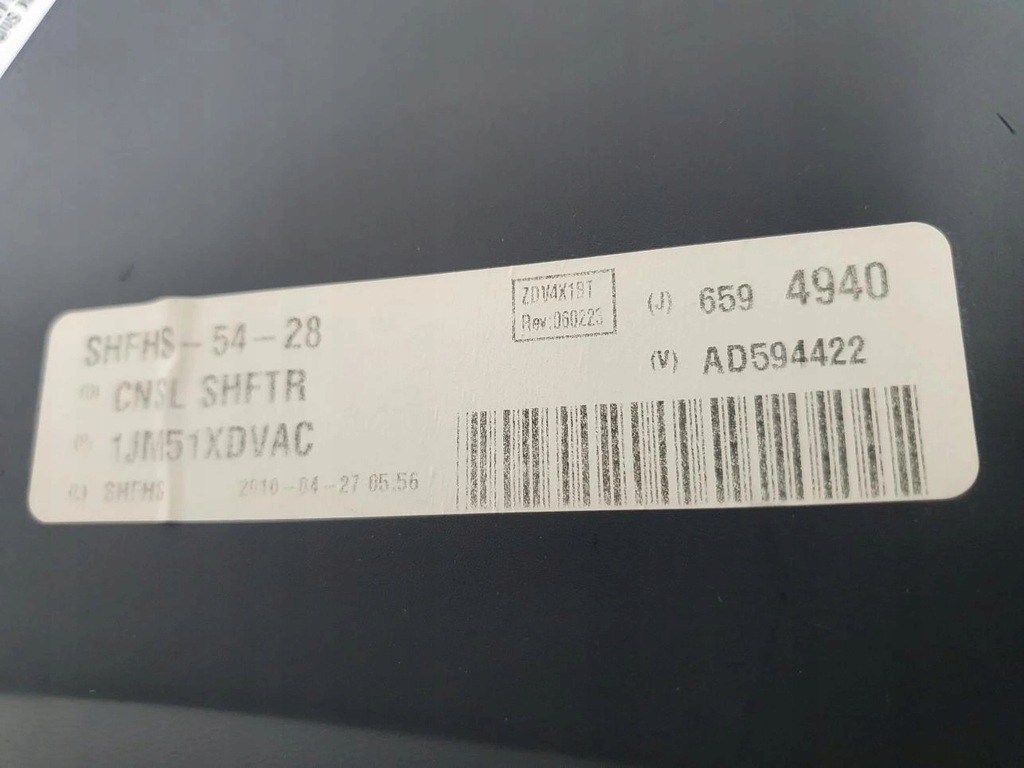 SHFHS-54-28
(D) CNSL SHFTR
(P) 1JM51XDVAC
(L) SHFHS 2010-04-27 05.56
ZDV4X1BT
Rev:060223
(J) 659 4940
(V) AD594422